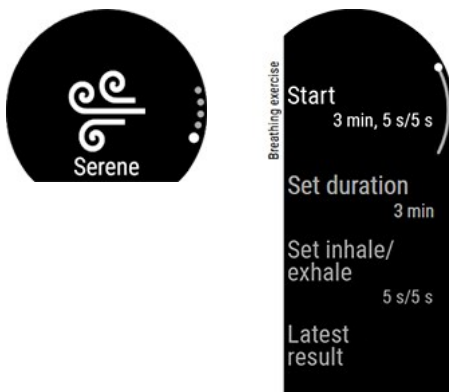 Serene
Breathing exercise
Start
3 min, 5 s/5 s
Set duration
3 min
Set inhale/
exhale
5 s/5 s
Latest
result